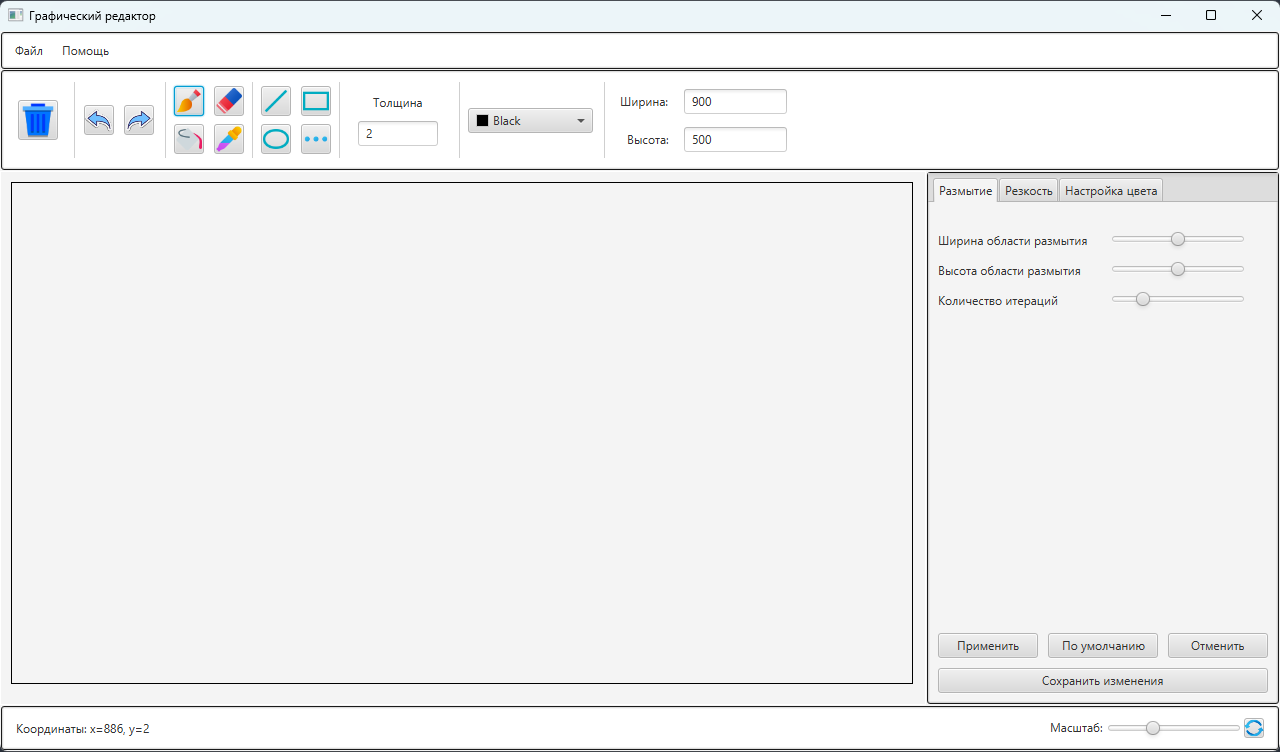 Графический редактор
Файл Помощь
Толщина
2
Black
Ширина: 900
Высота: 500
Размытие Резкость Настройка цвета
Ширина области размытия
Высота области размытия
Количество итераций
Применить По умолчанию Отменить
Сохранить изменения
Координаты: x=886, y=2
Масштаб: